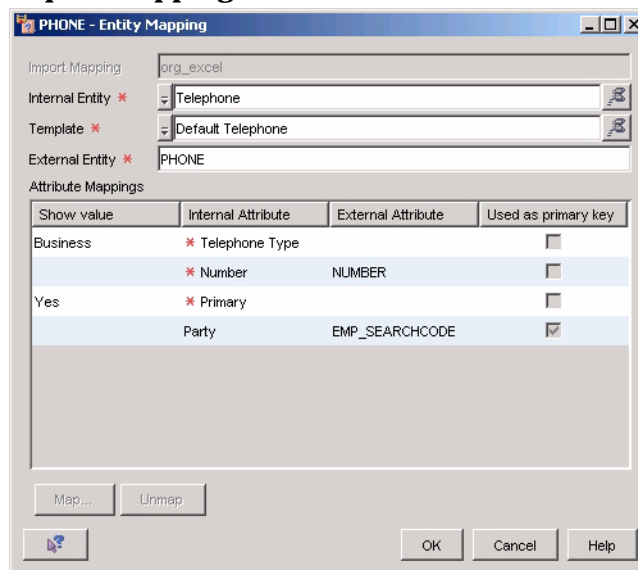 PHONE - Entity Mapping
Import Mapping org_excel
Internal Entity * Telephone
Template * Default Telephone
External Entity * PHONE
Attribute Mappings
Show value Internal Attribute External Attribute Used as primary key
Business * Telephone Type
* Number NUMBER
Yes * Primary
Party EMP_SEARCHCODE
Map... Unmap
OK Cancel Help